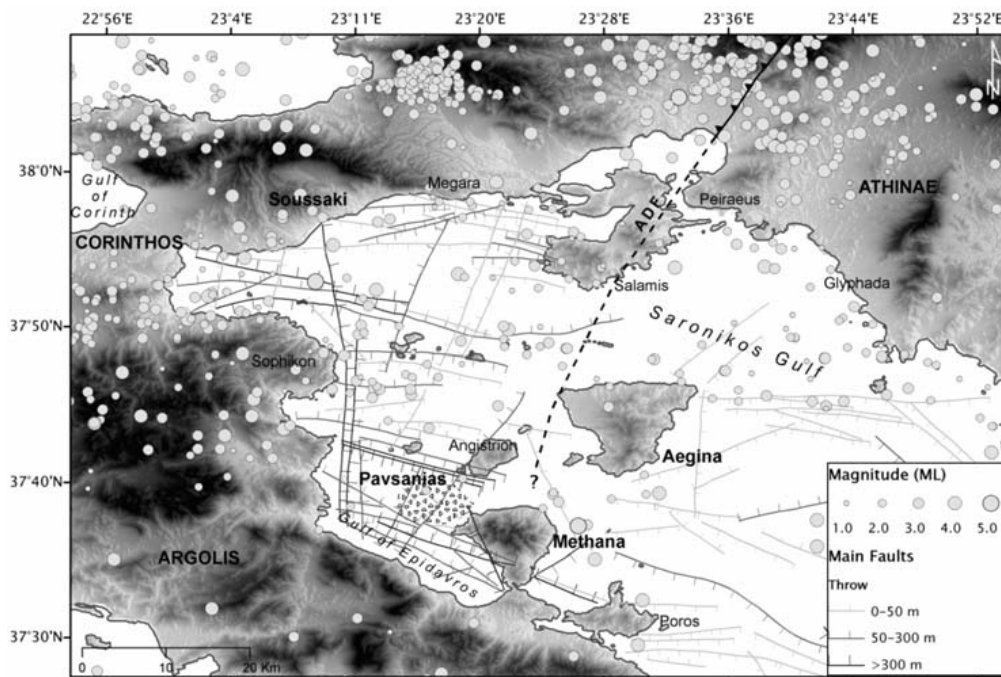 22°56'E 23°4'E 23°11'E 23°20'E 23°28'E 23°36'E 23°44'E 23°52'E
N
38°0'N
Gulf
of
Corinth
Megara
Soussaki
CORINTHOS
ADF
Peiraeus
ATHINAE
Salamis
Glyphada
37°50'N
Saronikos Gulf
Sophikon
Angistrion
Aegina
37°40'N
Pavsanias
?
Gulf of Epidavros
Methana
ARGOLIS
Poros
37°30'N
0 10 20 Km
Magnitude (ML)
1.0 2.0 3.0 4.0 5.0
Main Faults
Throw
0-50 m
50-300 m
>300 m